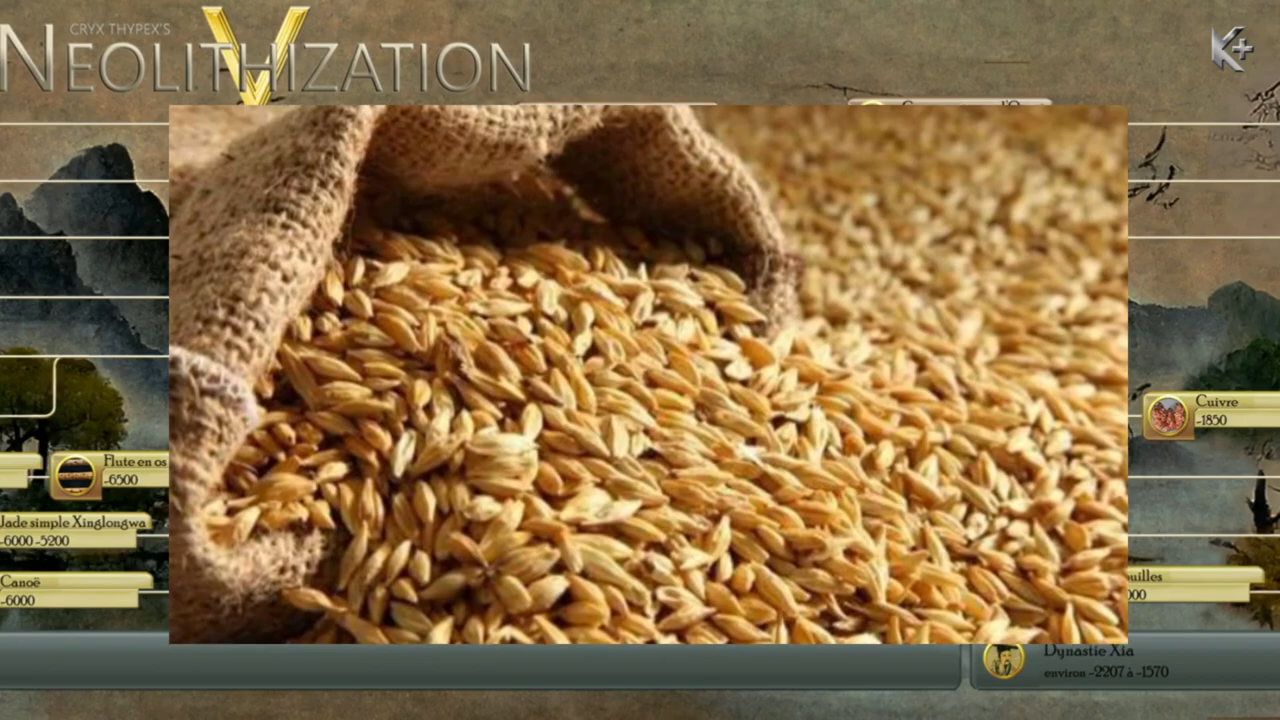 CRYX THYPEX'S
NEOLITHIZATION
V
K+
Cuivre
-1850
Flute en os
-6500
Jade simple Xinglongwa
-6000 -5200
Canoë
-6000
Dynastie Xia
environ -2207 à -1570